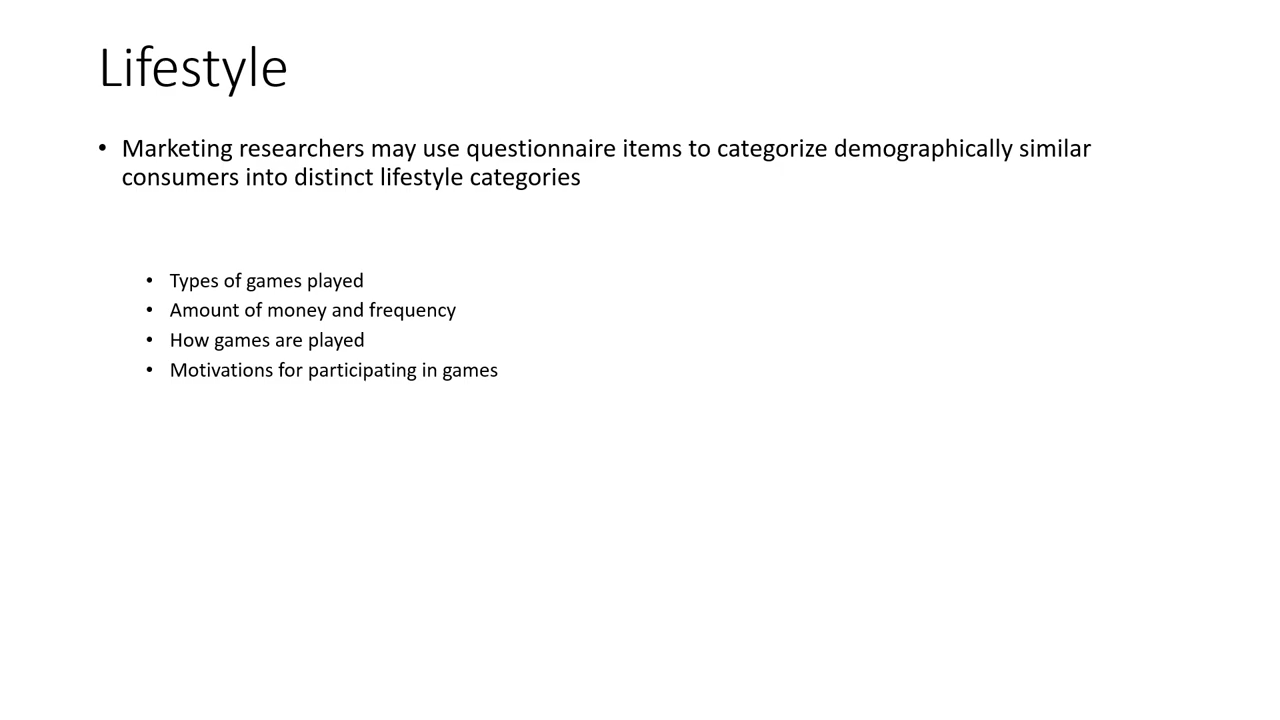 Lifestyle
• Marketing researchers may use questionnaire items to categorize demographically similar
consumers into distinct lifestyle categories
• Types of games played
• Amount of money and frequency
• How games are played
• Motivations for participating in games